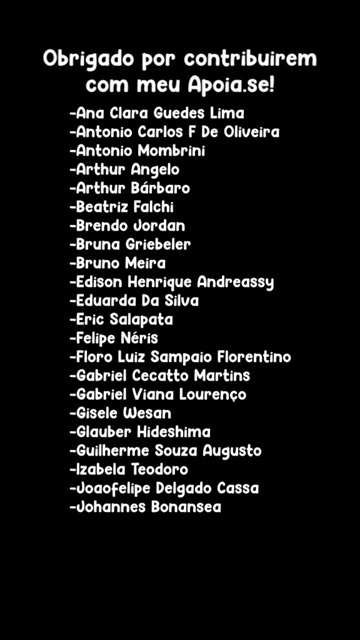 Obrigado por contribuirem
com meu Apoia.se!
-Ana Clara Guedes Lima
-Antonio Carlos F De Oliveira
-Antonio Mombrini
-Arthur Angelo
-Arthur Bárbaro
-Beatriz Falchi
-Brendo Jordan
-Bruna Griebeler
-Bruno Meira
-Edison Henrique Andreassy
-Eduarda Da Silva
-Eric Salapata
-Felipe Néris
-Floro Luiz Sampaio Florentino
-Gabriel Cecatto Martins
-Gabriel Viana Lourenço
-Gisele Wesan
-Glauber Hideshima
-Guilherme Souza Augusto
-Izabela Teodoro
-Joaofelipe Delgado Cassa
-Johannes Bonansea